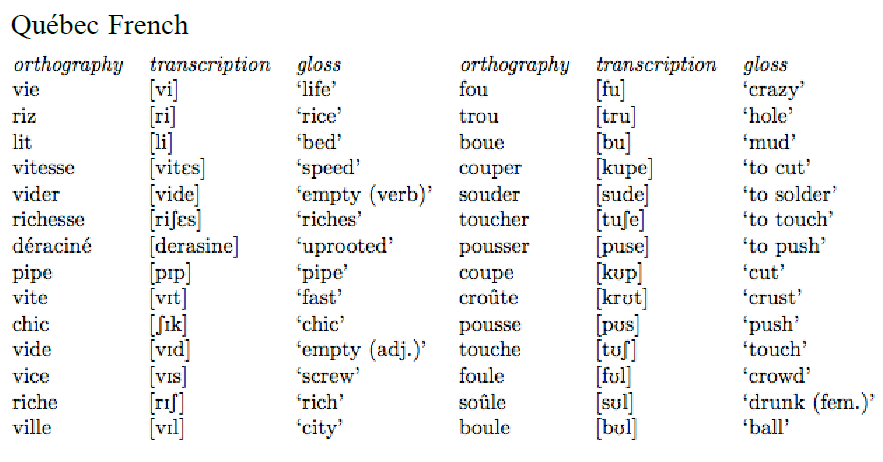 Québec French
orthography transcription gloss orthography transcription gloss
vie [vi] ‘life’ fou [fu] ‘crazy’
riz [ri] ‘rice’ trou [tru] ‘hole’
lit [li] ‘bed’ boue [bu] ‘mud’
vitesse [vitɛs] ‘speed’ couper [kupe] ‘to cut’
vider [vide] ‘empty (verb)’ souder [sude] ‘to solder’
richesse [riʃɛs] ‘riches’ toucher [tuʃe] ‘to touch’
déraciné [derasine] ‘uprooted’ pousser [puse] ‘to push’
pipe [pɪp] ‘pipe’ coupe [kʊp] ‘cut’
vite [vɪt] ‘fast’ croûte [krʊt] ‘crust’
chic [ʃɪk] ‘chic’ pousse [pʊs] ‘push’
vide [vɪd] ‘empty (adj.)’ touche [tʊʃ] ‘touch’
vice [vɪs] ‘screw’ foule [fʊl] ‘crowd’
riche [rɪʃ] ‘rich’ soûle [sʊl] ‘drunk (fem.)’
ville [vɪl] ‘city’ boule [bʊl] ‘ball’